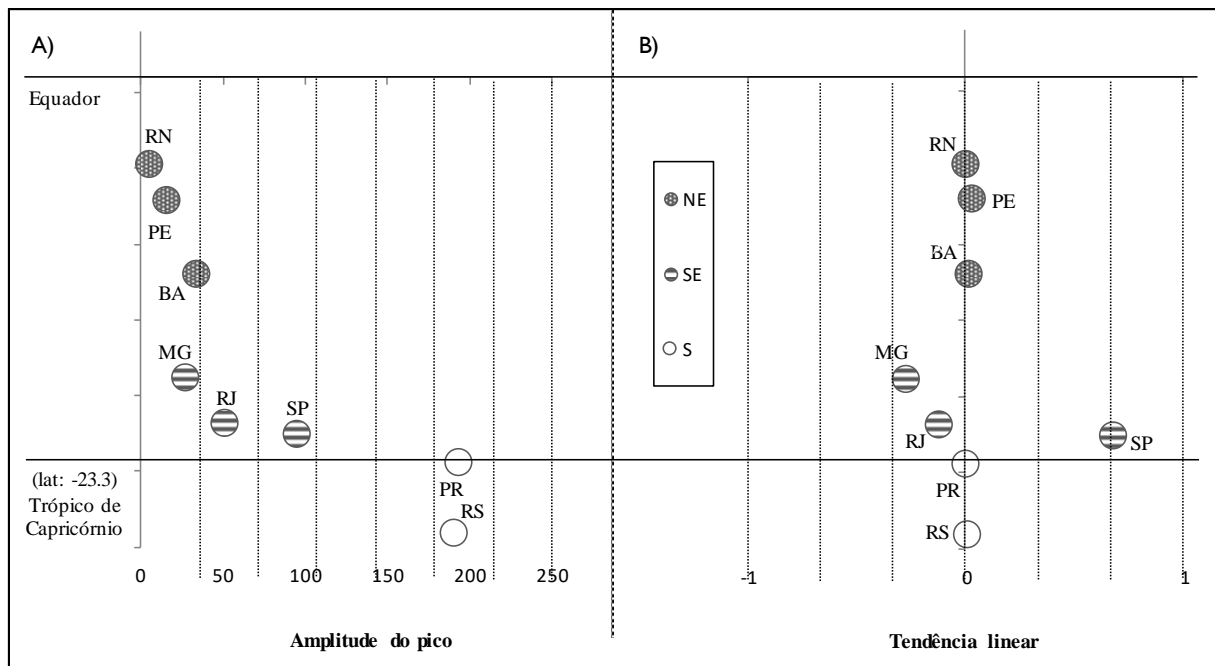 A)
Equador
RN
PE
BA
MG
RJ
SP
(lat: -23.3)
Trópico de
Capricórnio
PR
RS
0 50 100 150 200 250
Amplitude do pico
B)
RN
PE
BA
NE
SE
S
MG
RJ
SP
PR
RS
-1 0 1
Tendência linear